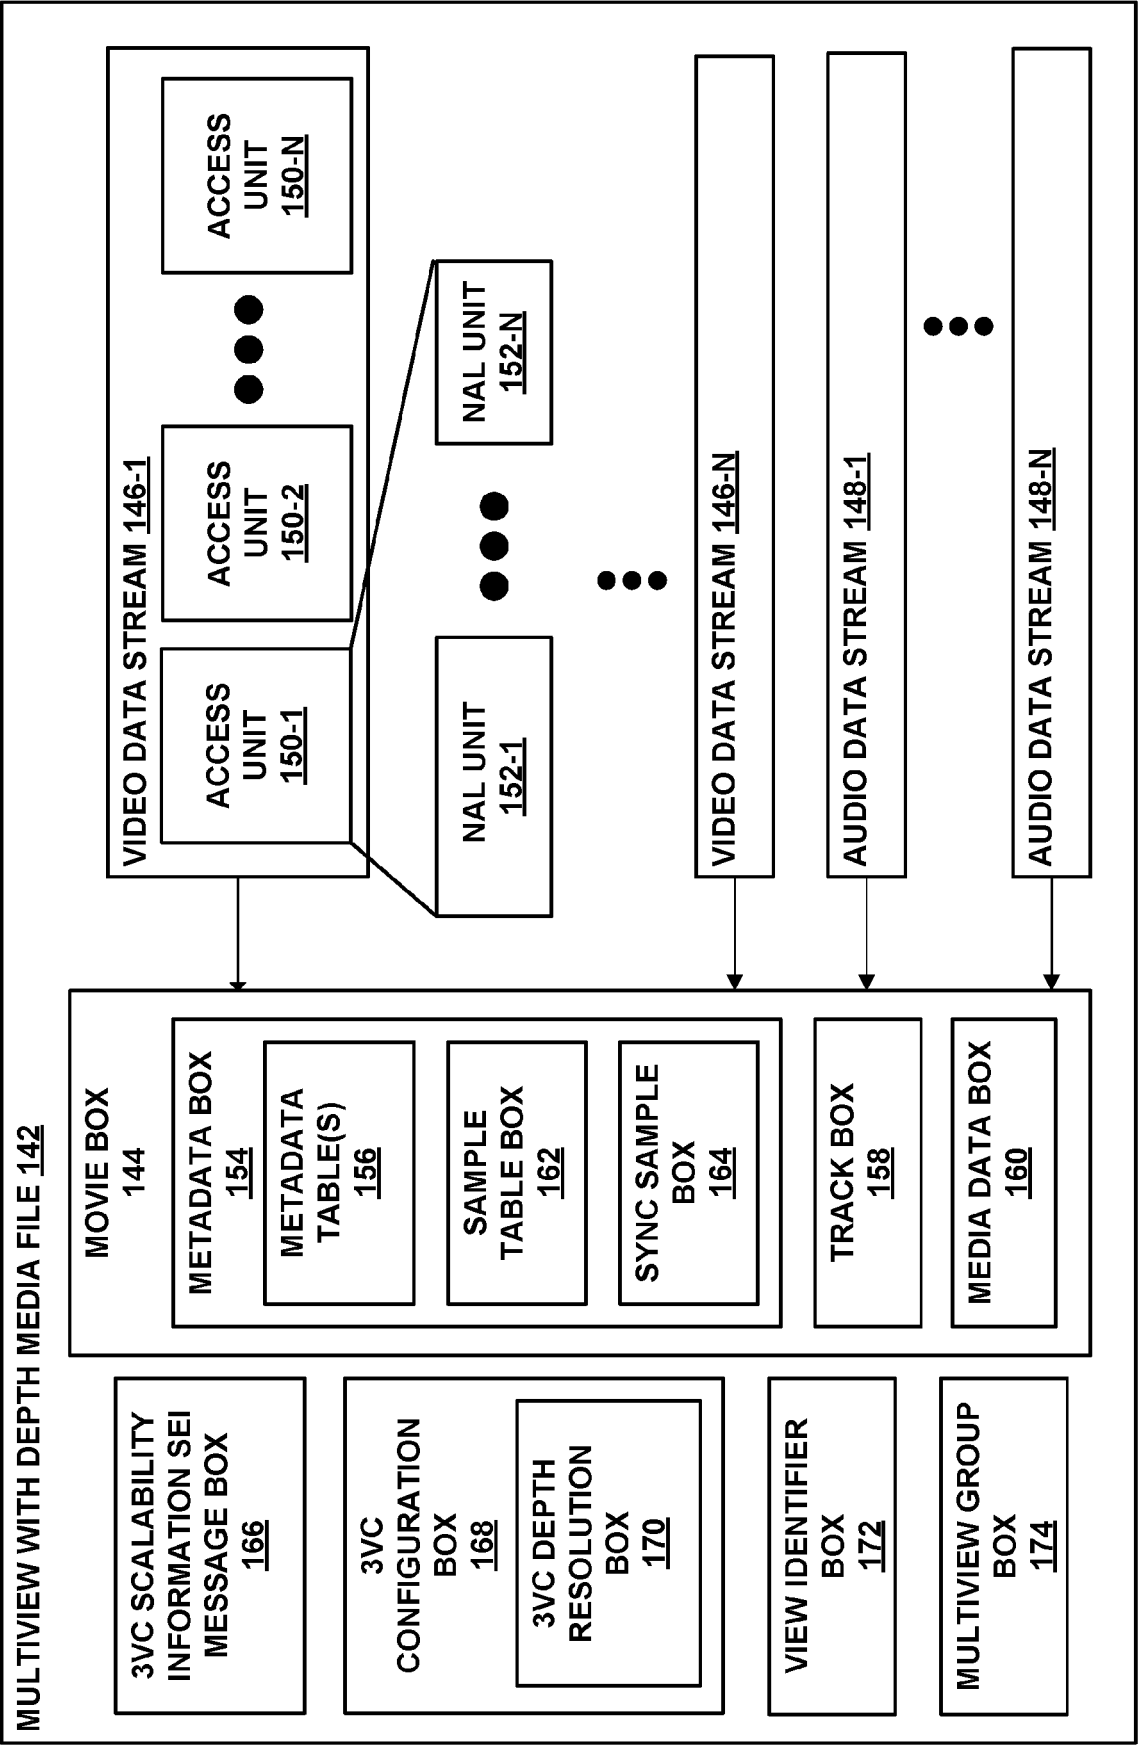 MULTIVIEW WITH DEPTH MEDIA FILE 142
3VC SCALABILITY
INFORMATION SEI
MESSAGE BOX
166
3VC
CONFIGURATION
BOX
168
3VC DEPTH
RESOLUTION
BOX
170
VIEW IDENTIFIER
BOX
172
MULTIVIEW GROUP
BOX
174
MOVIE BOX
144
METADATA BOX
154
METADATA
TABLE(S)
156
SAMPLE
TABLE BOX
162
SYNC SAMPLE
BOX
164
TRACK BOX
158
MEDIA DATA BOX
160
VIDEO DATA STREAM 146-1
ACCESS
UNIT
150-1
ACCESS
UNIT
150-2
ACCESS
UNIT
150-N
NAL UNIT
152-1
NAL UNIT
152-N
VIDEO DATA STREAM 146-N
AUDIO DATA STREAM 148-1
AUDIO DATA STREAM 148-N